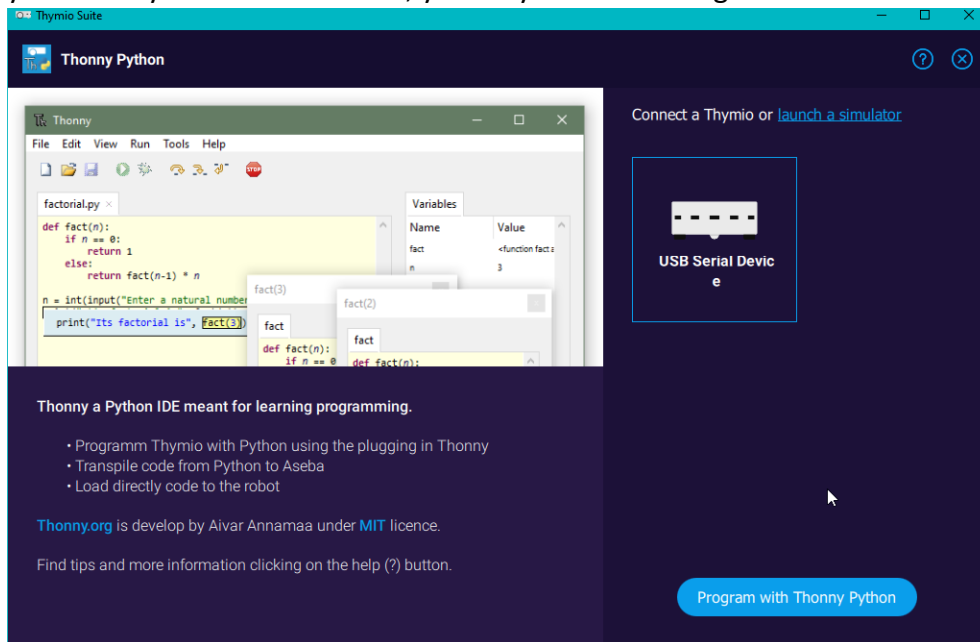 Thymio Suite
Thonny Python
Connect a Thymio or launch a simulator
Thonny
File Edit View Run Tools Help
STOP
factorial.py ×
Variables
def fact(n):
if n == 0:
return 1
else:
return fact(n-1) * n
n = int(input("Enter a natural number
print("Its factorial is", fact(3))
Name Value
fact <function fact a
n 3
fact(3)
fact
def fact(n):
if n == 0
fact(2)
fact
def fact(n):
USB Serial Devic
e
Thonny a Python IDE meant for learning programming.
• Programm Thymio with Python using the plugging in Thonny
• Transpile code from Python to Aseba
• Load directly code to the robot
Thonny.org is develop by Aivar Annamaa under MIT licence.
Find tips and more information clicking on the help (?) button.
Program with Thonny Python